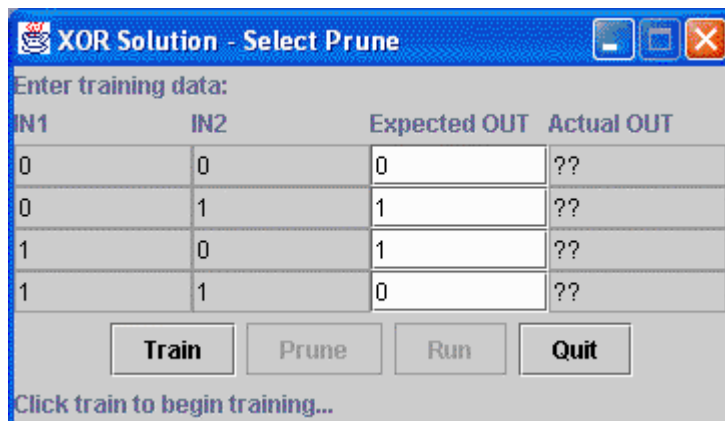 XOR Solution - Select Prune
Enter training data:
IN1 IN2 Expected OUT Actual OUT
0 0 0 ??
0 1 1 ??
1 0 1 ??
1 1 0 ??
Train Prune Run Quit
Click train to begin training...